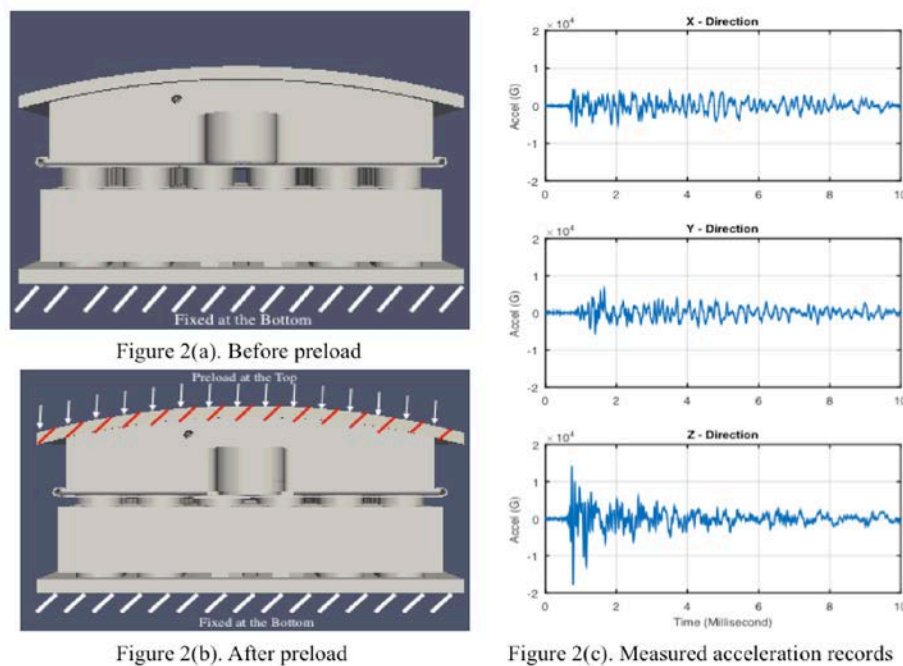 Fixed at the Bottom
Figure 2(a). Before preload
Preload at the Top
Fixed at the Bottom
Figure 2(b). After preload
X - Direction
× 10⁴
2
1
0
-1
-2
Accel (G)
0 2 4 6 8 10
Y - Direction
× 10⁴
2
1
0
-1
-2
Accel (G)
0 2 4 6 8 10
Z - Direction
× 10⁴
2
1
0
-1
-2
Accel (G)
0 2 4 6 8 10
Time (Millisecond)
Figure 2(c). Measured acceleration records